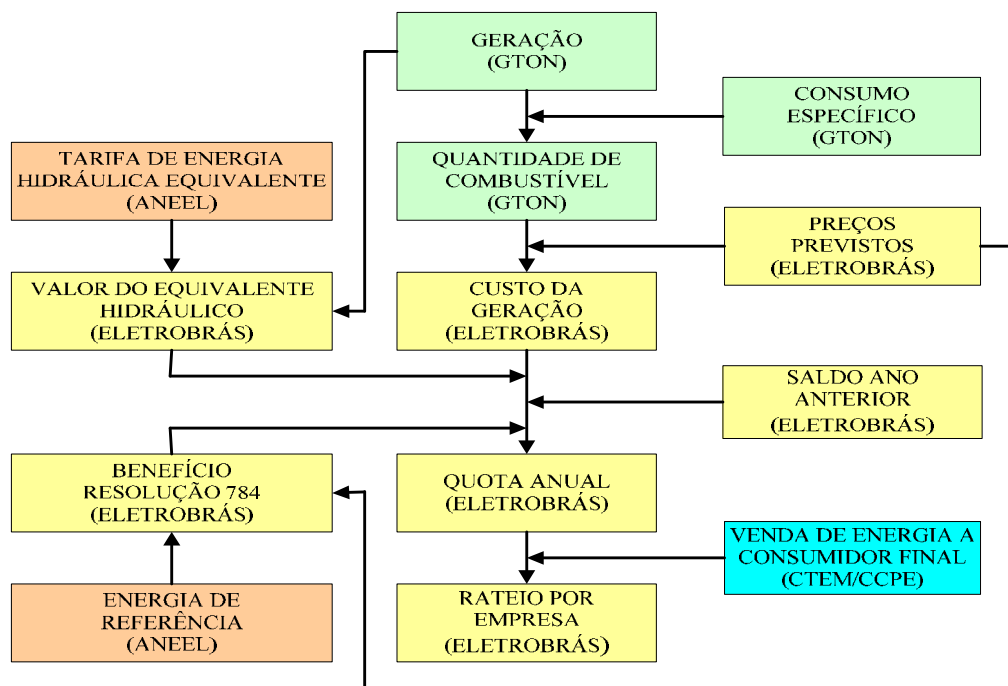 GERAÇÃO
(GTON)
CONSUMO
ESPECÍFICO
(GTON)
TARIFA DE ENERGIA
HIDRÁULICA EQUIVALENTE
(ANEEL)
QUANTIDADE DE
COMBUSTÍVEL
(GTON)
PREÇOS
PREVISTOS
(ELETROBRÁS)
VALOR DO EQUIVALENTE
HIDRÁULICO
(ELETROBRÁS)
CUSTO DA
GERAÇÃO
(ELETROBRÁS)
SALDO ANO
ANTERIOR
(ELETROBRÁS)
BENEFÍCIO
RESOLUÇÃO 784
(ELETROBRÁS)
QUOTA ANUAL
(ELETROBRÁS)
VENDA DE ENERGIA A
CONSUMIDOR FINAL
(CTEM/CCPE)
ENERGIA DE
REFERÊNCIA
(ANEEL)
RATEIO POR
EMPRESA
(ELETROBRÁS)